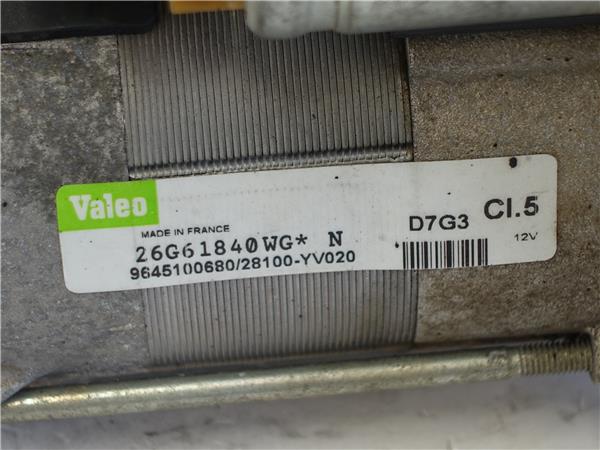 Valeo
MADE IN FRANCE
26G61840WG* N
9645100680/28100-YV020
D7G3 Cl.5
12V